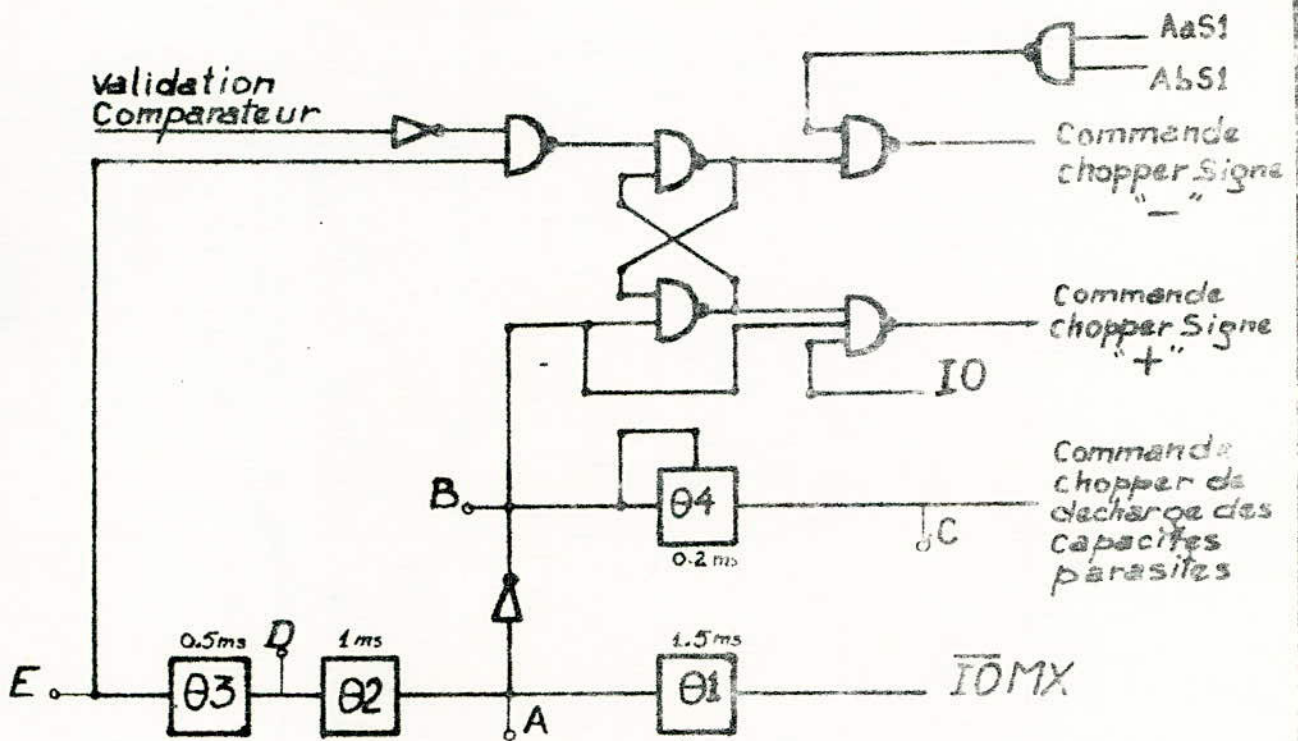 AaS1
AbS1
Validation
Comparateur
Commande
chopper Signe
"—"
Commande
chopper Signe
"+"
IO
Commande
chopper de
decharge des
capacites
parasites
B
θ4
0.2 ms
C
E
0.5ms
θ3
D
1ms
θ2
A
1.5ms
θ1
I̅O̅MX